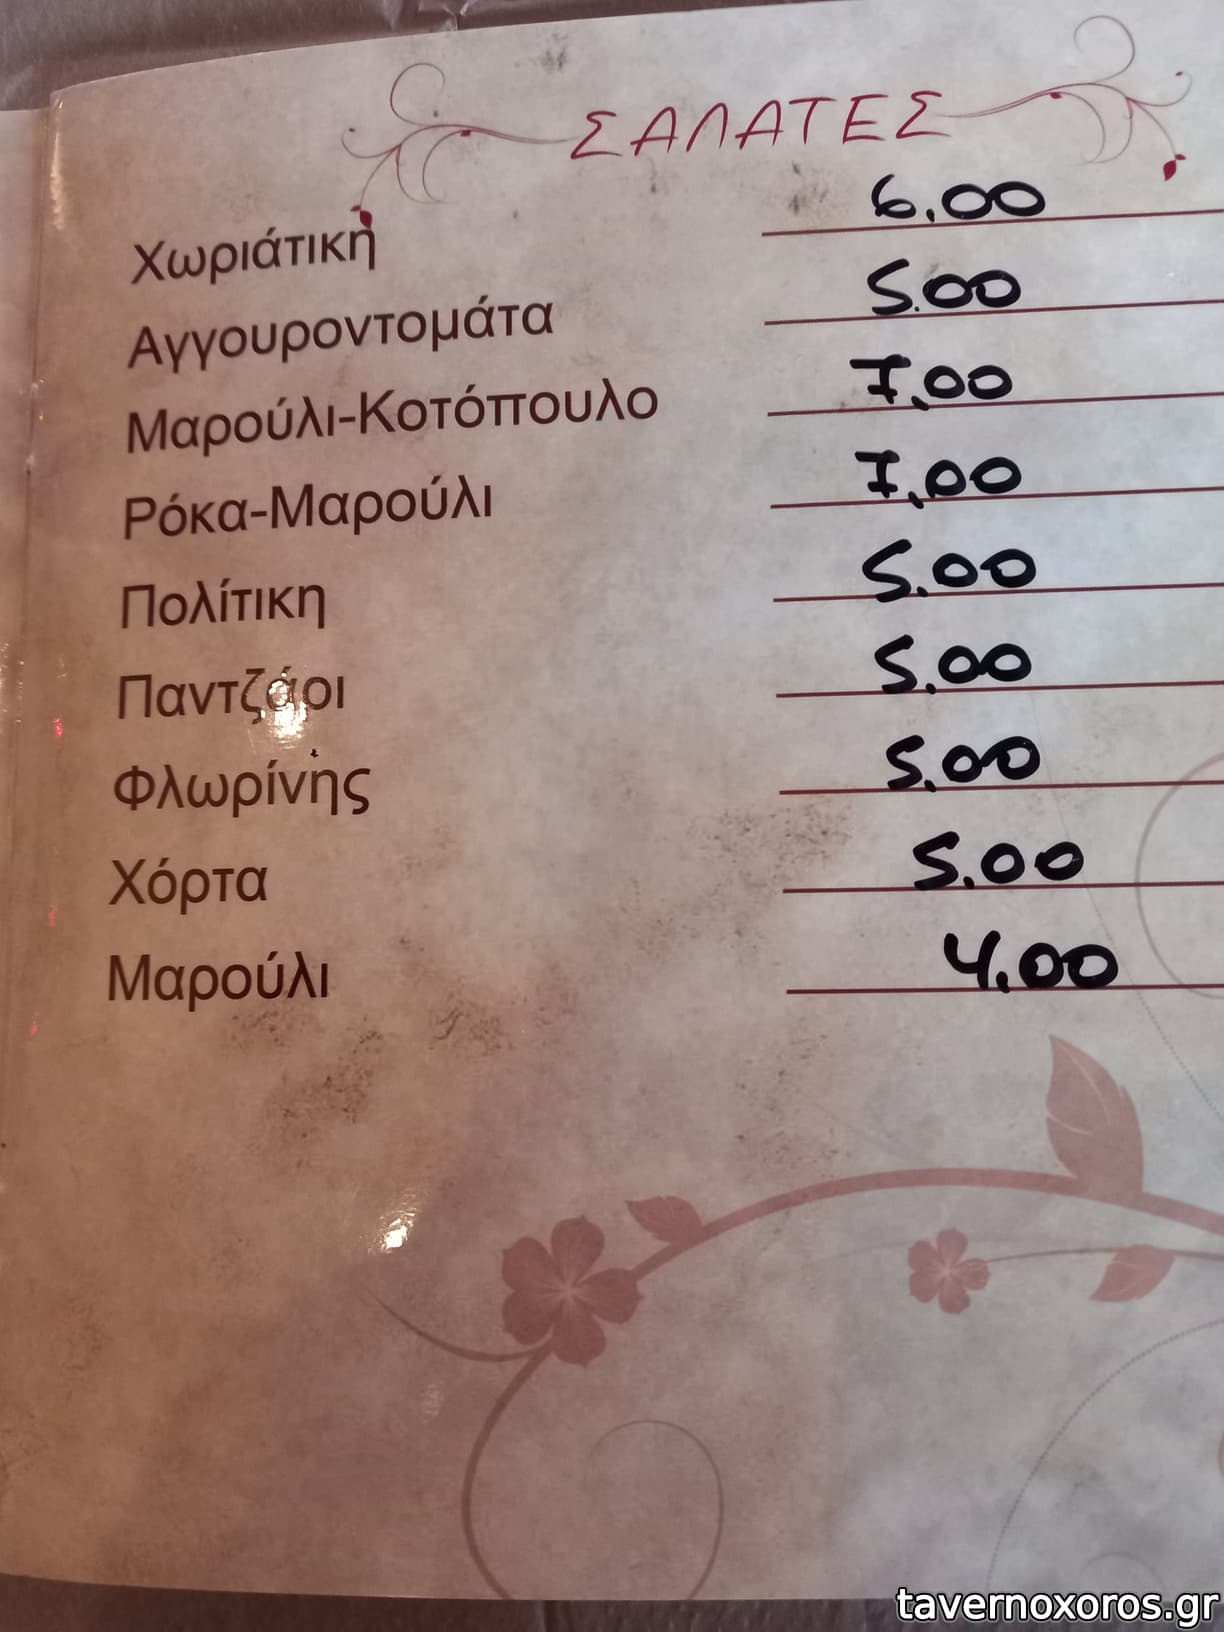 ΣΑΛΑΤΕΣ
Χωριάτικη 6.00
Αγγουροντομάτα 5.00
Μαρούλι-Κοτόπουλο 7,00
Ρόκα-Μαρούλι 7,00
Πολίτικη 5.00
Παντζάρι 5.00
Φλωρίνης 5.00
Χόρτα 5.00
Μαρούλι 4.00
tavernoxoros.gr